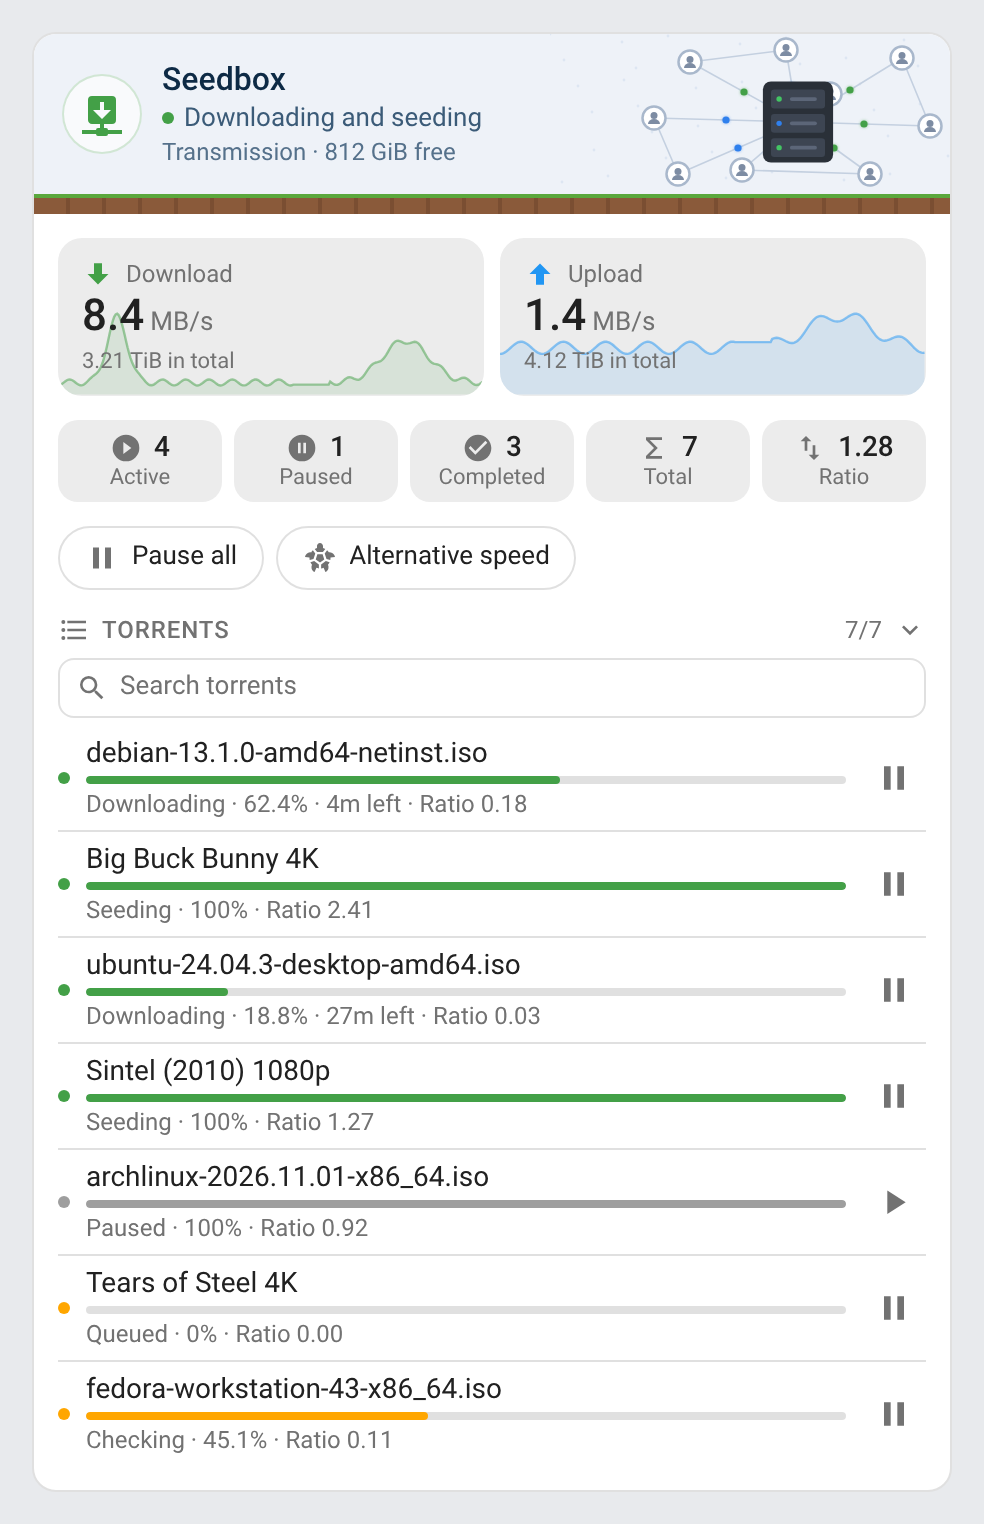 Seedbox
Downloading and seeding
Transmission · 812 GiB free
Download
8.4 MB/s
3.21 TiB in total
Upload
1.4 MB/s
4.12 TiB in total
4
Active
1
Paused
3
Completed
7
Total
1.28
Ratio
Pause all
Alternative speed
TORRENTS
7/7
Search torrents
debian-13.1.0-amd64-netinst.iso
Downloading · 62.4% · 4m left · Ratio 0.18
Big Buck Bunny 4K
Seeding · 100% · Ratio 2.41
ubuntu-24.04.3-desktop-amd64.iso
Downloading · 18.8% · 27m left · Ratio 0.03
Sintel (2010) 1080p
Seeding · 100% · Ratio 1.27
archlinux-2026.11.01-x86_64.iso
Paused · 100% · Ratio 0.92
Tears of Steel 4K
Queued · 0% · Ratio 0.00
fedora-workstation-43-x86_64.iso
Checking · 45.1% · Ratio 0.11